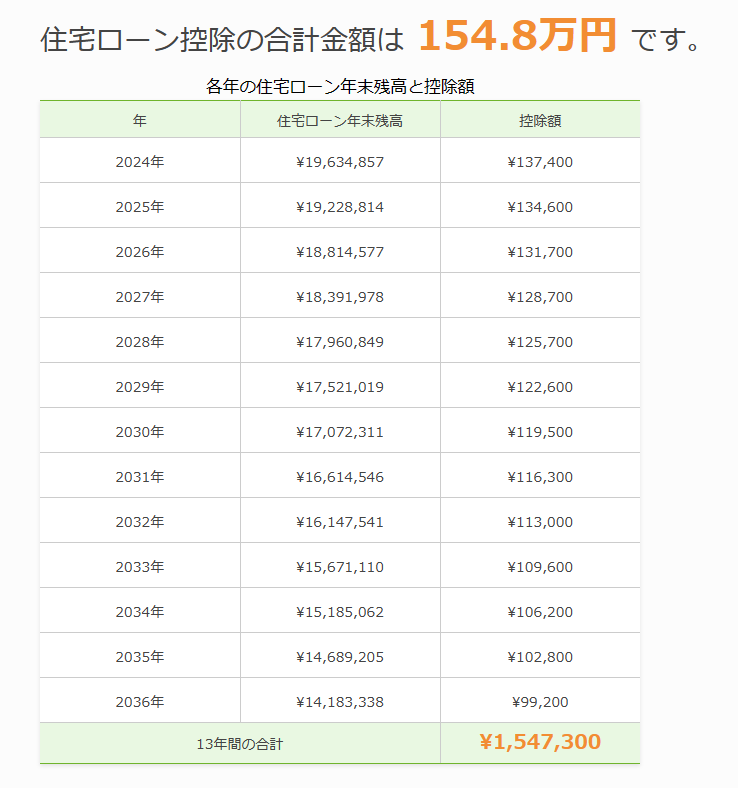 住宅ローン控除の合計金額は 154.8万円 です。
各年の住宅ローン年末残高と控除額
年 住宅ローン年末残高 控除額
2024年 ¥19,634,857 ¥137,400
2025年 ¥19,228,814 ¥134,600
2026年 ¥18,814,577 ¥131,700
2027年 ¥18,391,978 ¥128,700
2028年 ¥17,960,849 ¥125,700
2029年 ¥17,521,019 ¥122,600
2030年 ¥17,072,311 ¥119,500
2031年 ¥16,614,546 ¥116,300
2032年 ¥16,147,541 ¥113,000
2033年 ¥15,671,110 ¥109,600
2034年 ¥15,185,062 ¥106,200
2035年 ¥14,689,205 ¥102,800
2036年 ¥14,183,338 ¥99,200
13年間の合計 ¥1,547,300